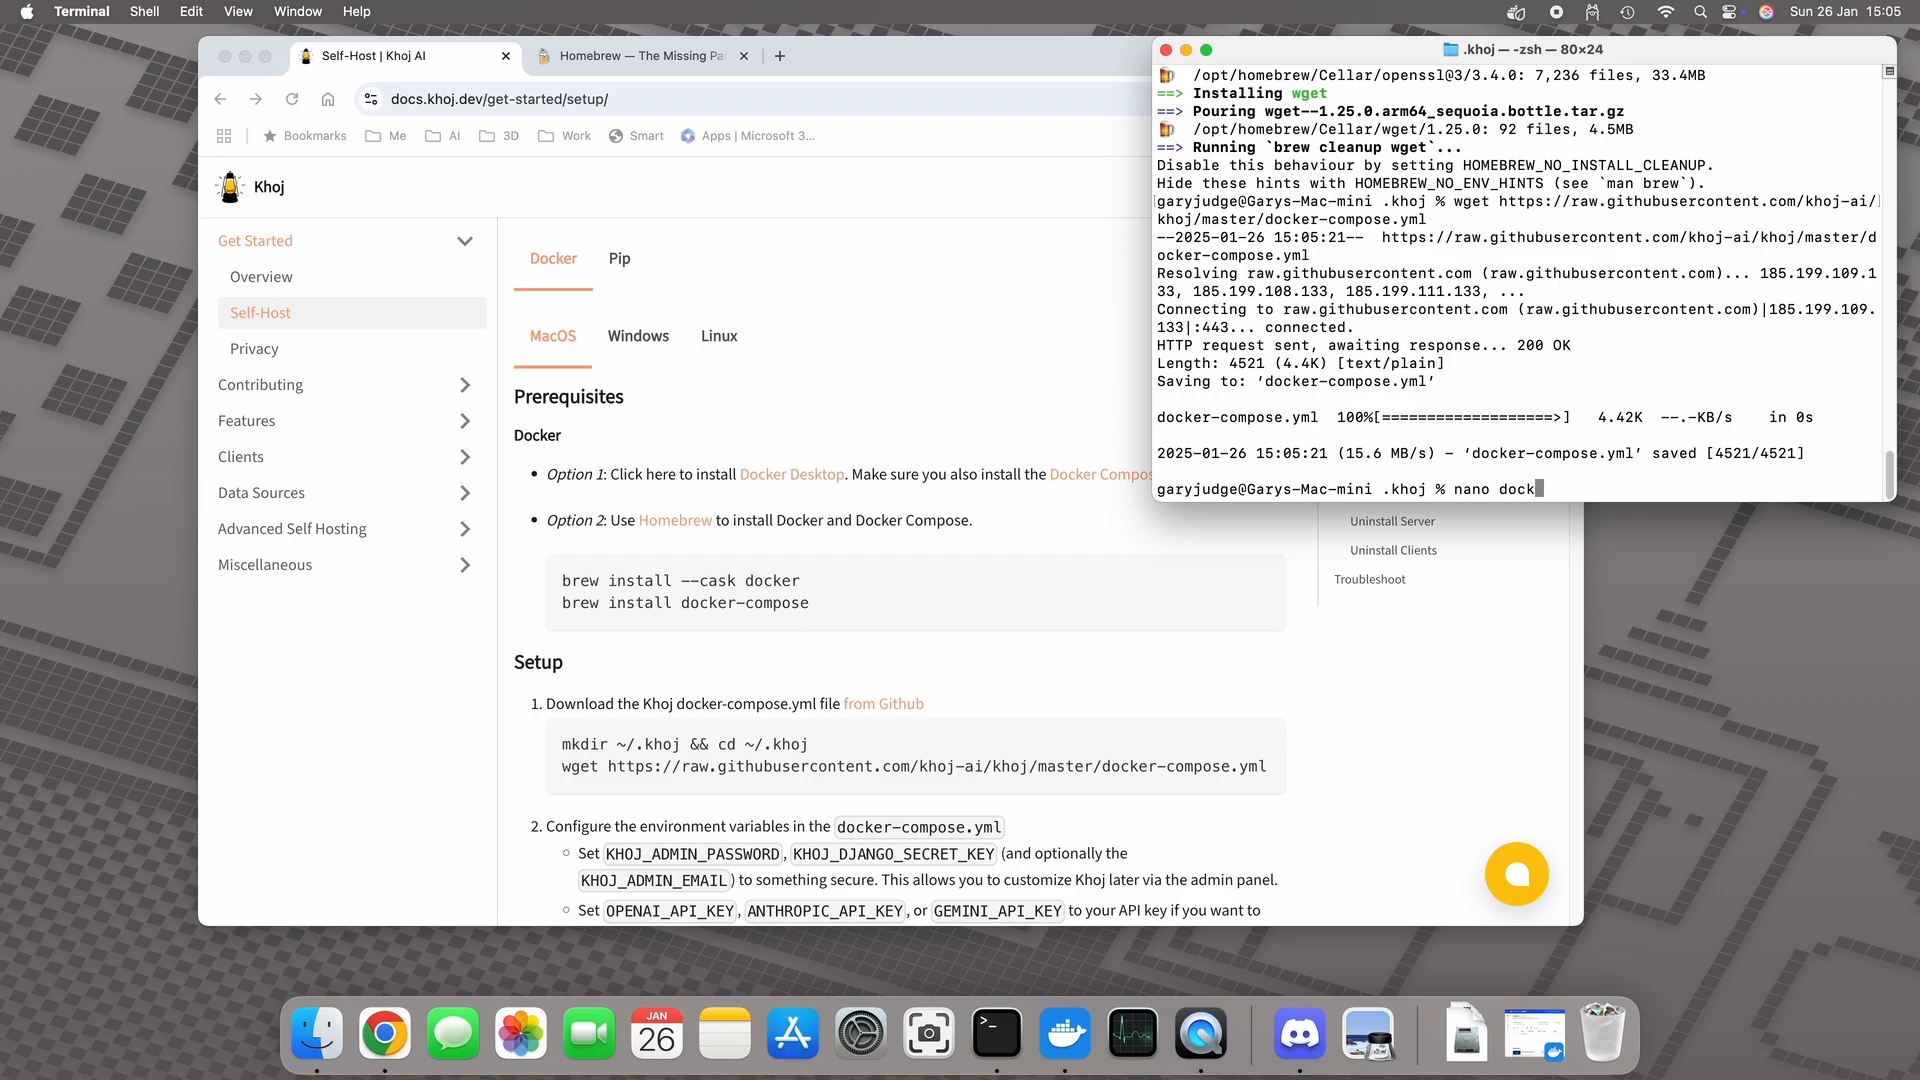 Terminal Shell Edit View Window Help
Sun 26 Jan 15:05
Self-Host | Khoj AI
Homebrew — The Missing Pa
docs.khoj.dev/get-started/setup/
Bookmarks Me AI 3D Work Smart Apps | Microsoft 3...
Khoj
Get Started
Overview
Self-Host
Privacy
Contributing
Features
Clients
Data Sources
Advanced Self Hosting
Miscellaneous
Docker Pip
MacOS Windows Linux
Prerequisites
Docker
Option 1: Click here to install Docker Desktop. Make sure you also install the Docker Compos
Option 2: Use Homebrew to install Docker and Docker Compose.
brew install --cask docker
brew install docker-compose
Setup
1. Download the Khoj docker-compose.yml file from Github
mkdir ~/.khoj && cd ~/.khoj
wget https://raw.githubusercontent.com/khoj-ai/khoj/master/docker-compose.yml
2. Configure the environment variables in the docker-compose.yml
Set KHOJ_ADMIN_PASSWORD, KHOJ_DJANGO_SECRET_KEY (and optionally the
KHOJ_ADMIN_EMAIL) to something secure. This allows you to customize Khoj later via the admin panel.
Set OPENAI_API_KEY, ANTHROPIC_API_KEY, or GEMINI_API_KEY to your API key if you want to
Uninstall Server
Uninstall Clients
Troubleshoot
.khoj — -zsh — 80×24
/opt/homebrew/Cellar/openssl@3/3.4.0: 7,236 files, 33.4MB
==> Installing wget
==> Pouring wget--1.25.0.arm64_sequoia.bottle.tar.gz
/opt/homebrew/Cellar/wget/1.25.0: 92 files, 4.5MB
==> Running `brew cleanup wget`...
Disable this behaviour by setting HOMEBREW_NO_INSTALL_CLEANUP.
Hide these hints with HOMEBREW_NO_ENV_HINTS (see `man brew`).
garyjudge@Garys-Mac-mini .khoj % wget https://raw.githubusercontent.com/khoj-ai/
khoj/master/docker-compose.yml
--2025-01-26 15:05:21-- https://raw.githubusercontent.com/khoj-ai/khoj/master/d
ocker-compose.yml
Resolving raw.githubusercontent.com (raw.githubusercontent.com)... 185.199.109.1
33, 185.199.108.133, 185.199.111.133, ...
Connecting to raw.githubusercontent.com (raw.githubusercontent.com)|185.199.109.
133|:443... connected.
HTTP request sent, awaiting response... 200 OK
Length: 4521 (4.4K) [text/plain]
Saving to: ‘docker-compose.yml’
docker-compose.yml 100%[===================>] 4.42K --.-KB/s in 0s
2025-01-26 15:05:21 (15.6 MB/s) - ‘docker-compose.yml’ saved [4521/4521]
garyjudge@Garys-Mac-mini .khoj % nano dock
JAN
26